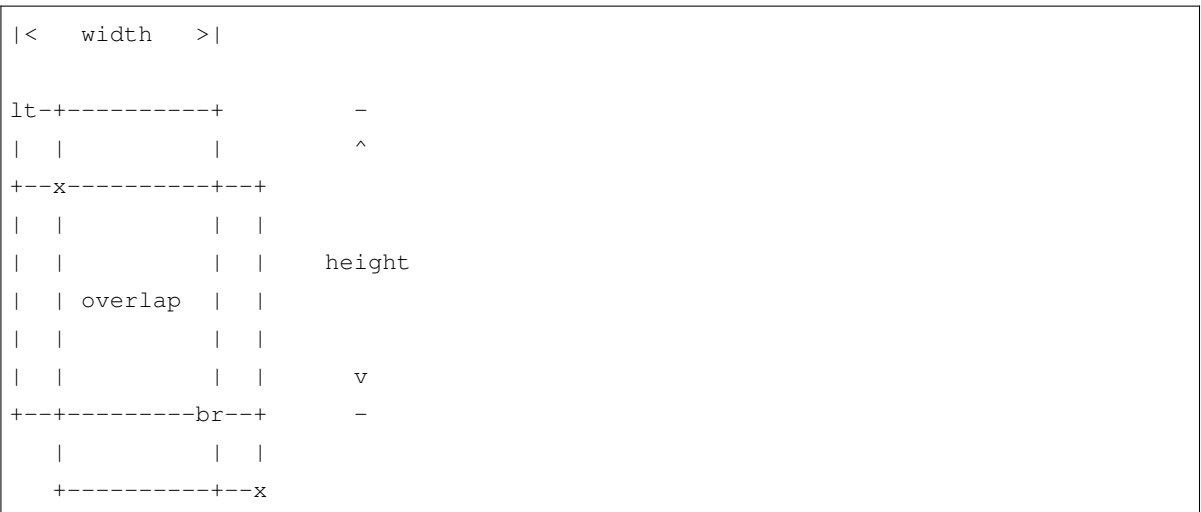 |<   width   >|
lt-+----------+           -
|  |            |           ^
+--x------------+--+
|  |            |  |
|  |            |  |     height
|  | overlap  |  |
|  |            |  |
|  |            |  |        v
+--+---------br--+        -
   |            |  |
   +----------+--x